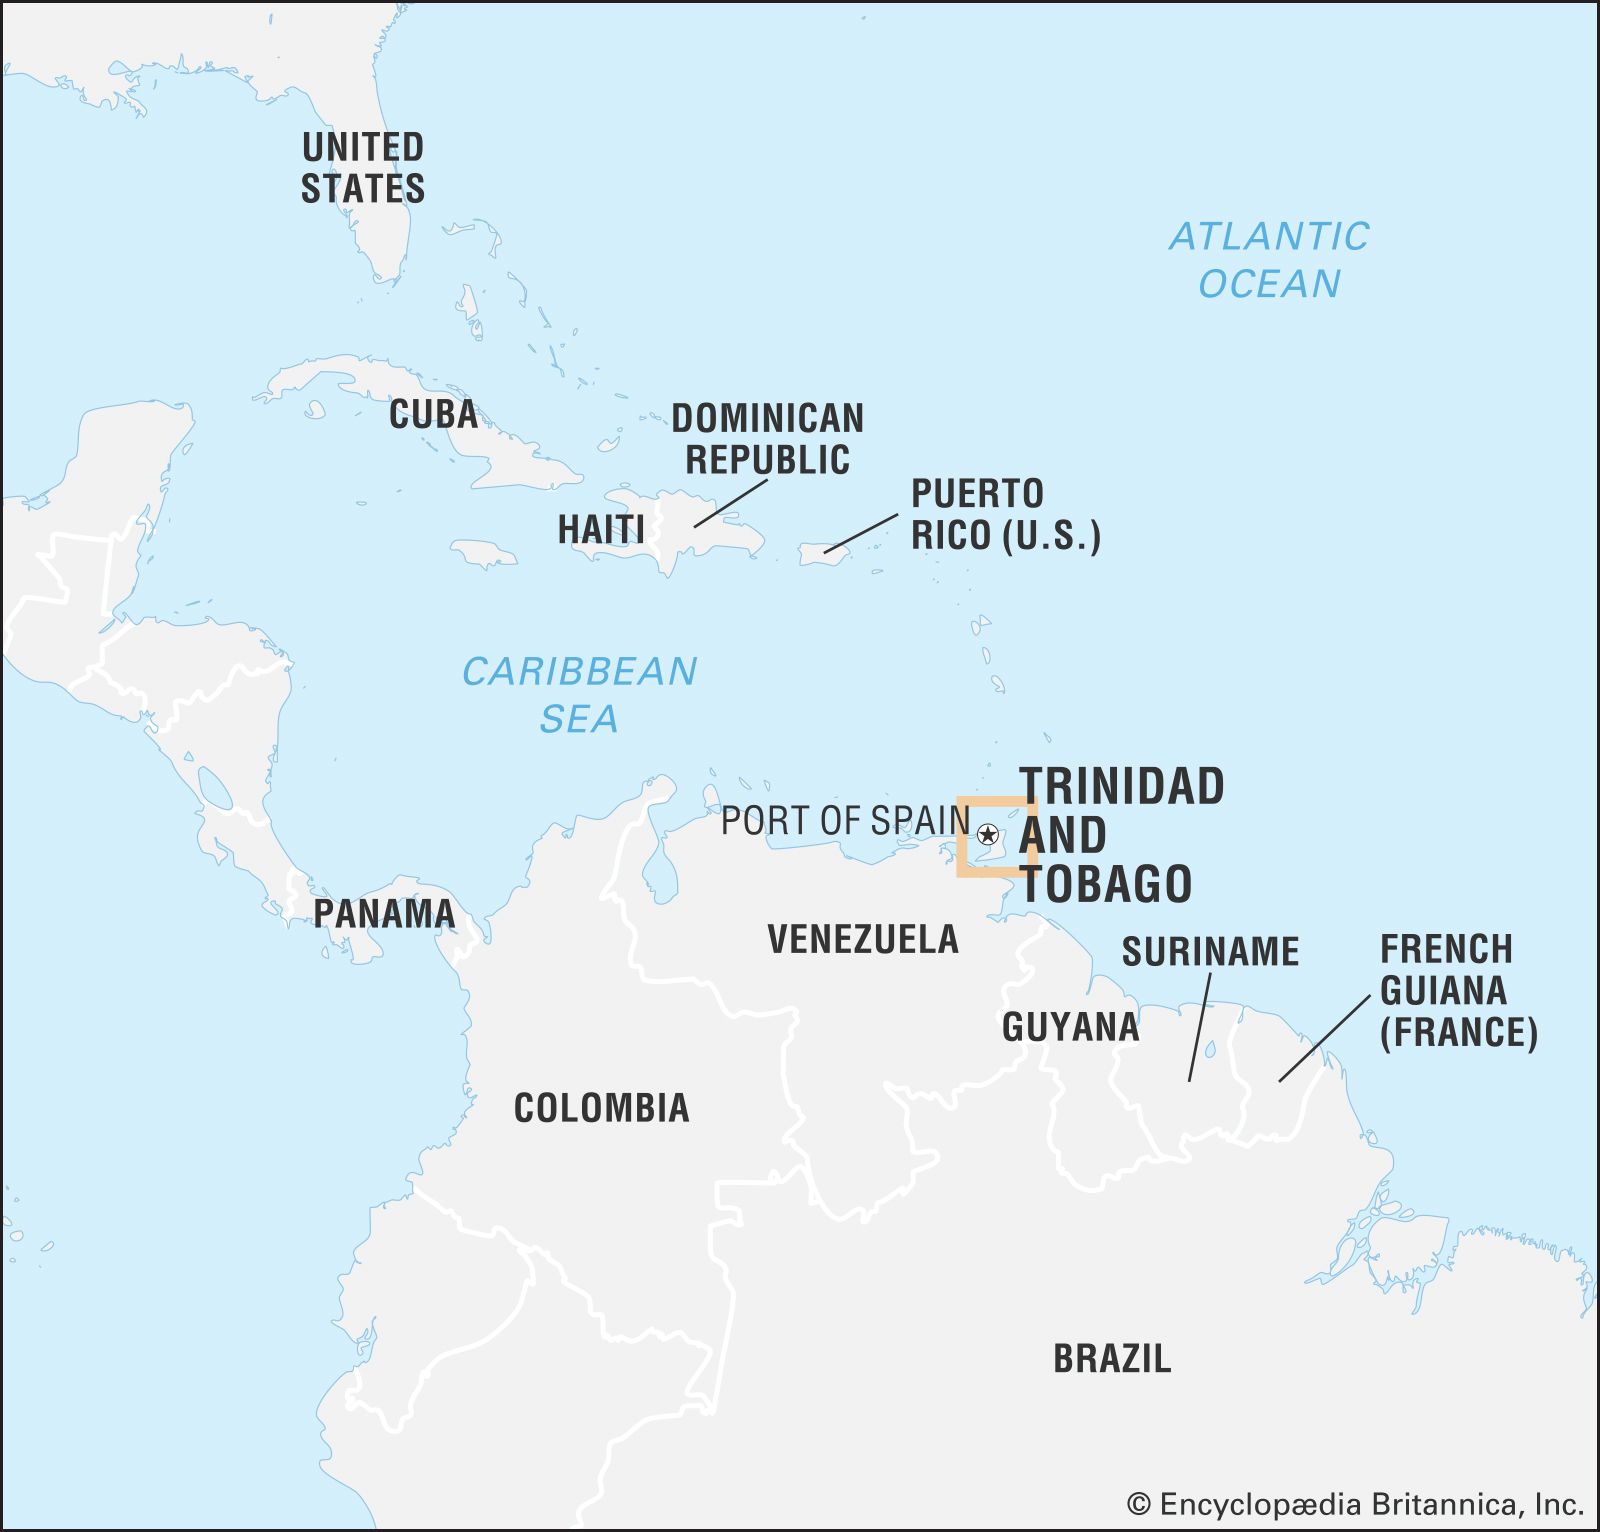 UNITED
STATES
ATLANTIC
OCEAN
CUBA
DOMINICAN
REPUBLIC
PUERTO
RICO (U.S.)
HAITI
CARIBBEAN
SEA
PORT OF SPAIN
TRINIDAD
AND
TOBAGO
PANAMA
VENEZUELA
SURINAME
FRENCH
GUIANA
(FRANCE)
GUYANA
COLOMBIA
BRAZIL
© Encyclopædia Britannica, Inc.